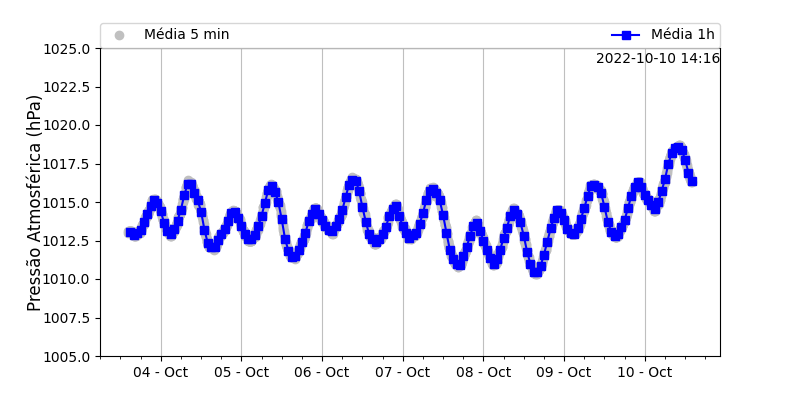 Média 5 min
Média 1h
2022-10-10 14:16
Pressão Atmosférica (hPa)
1025.0
1022.5
1020.0
1017.5
1015.0
1012.5
1010.0
1007.5
1005.0
04 - Oct
05 - Oct
06 - Oct
07 - Oct
08 - Oct
09 - Oct
10 - Oct